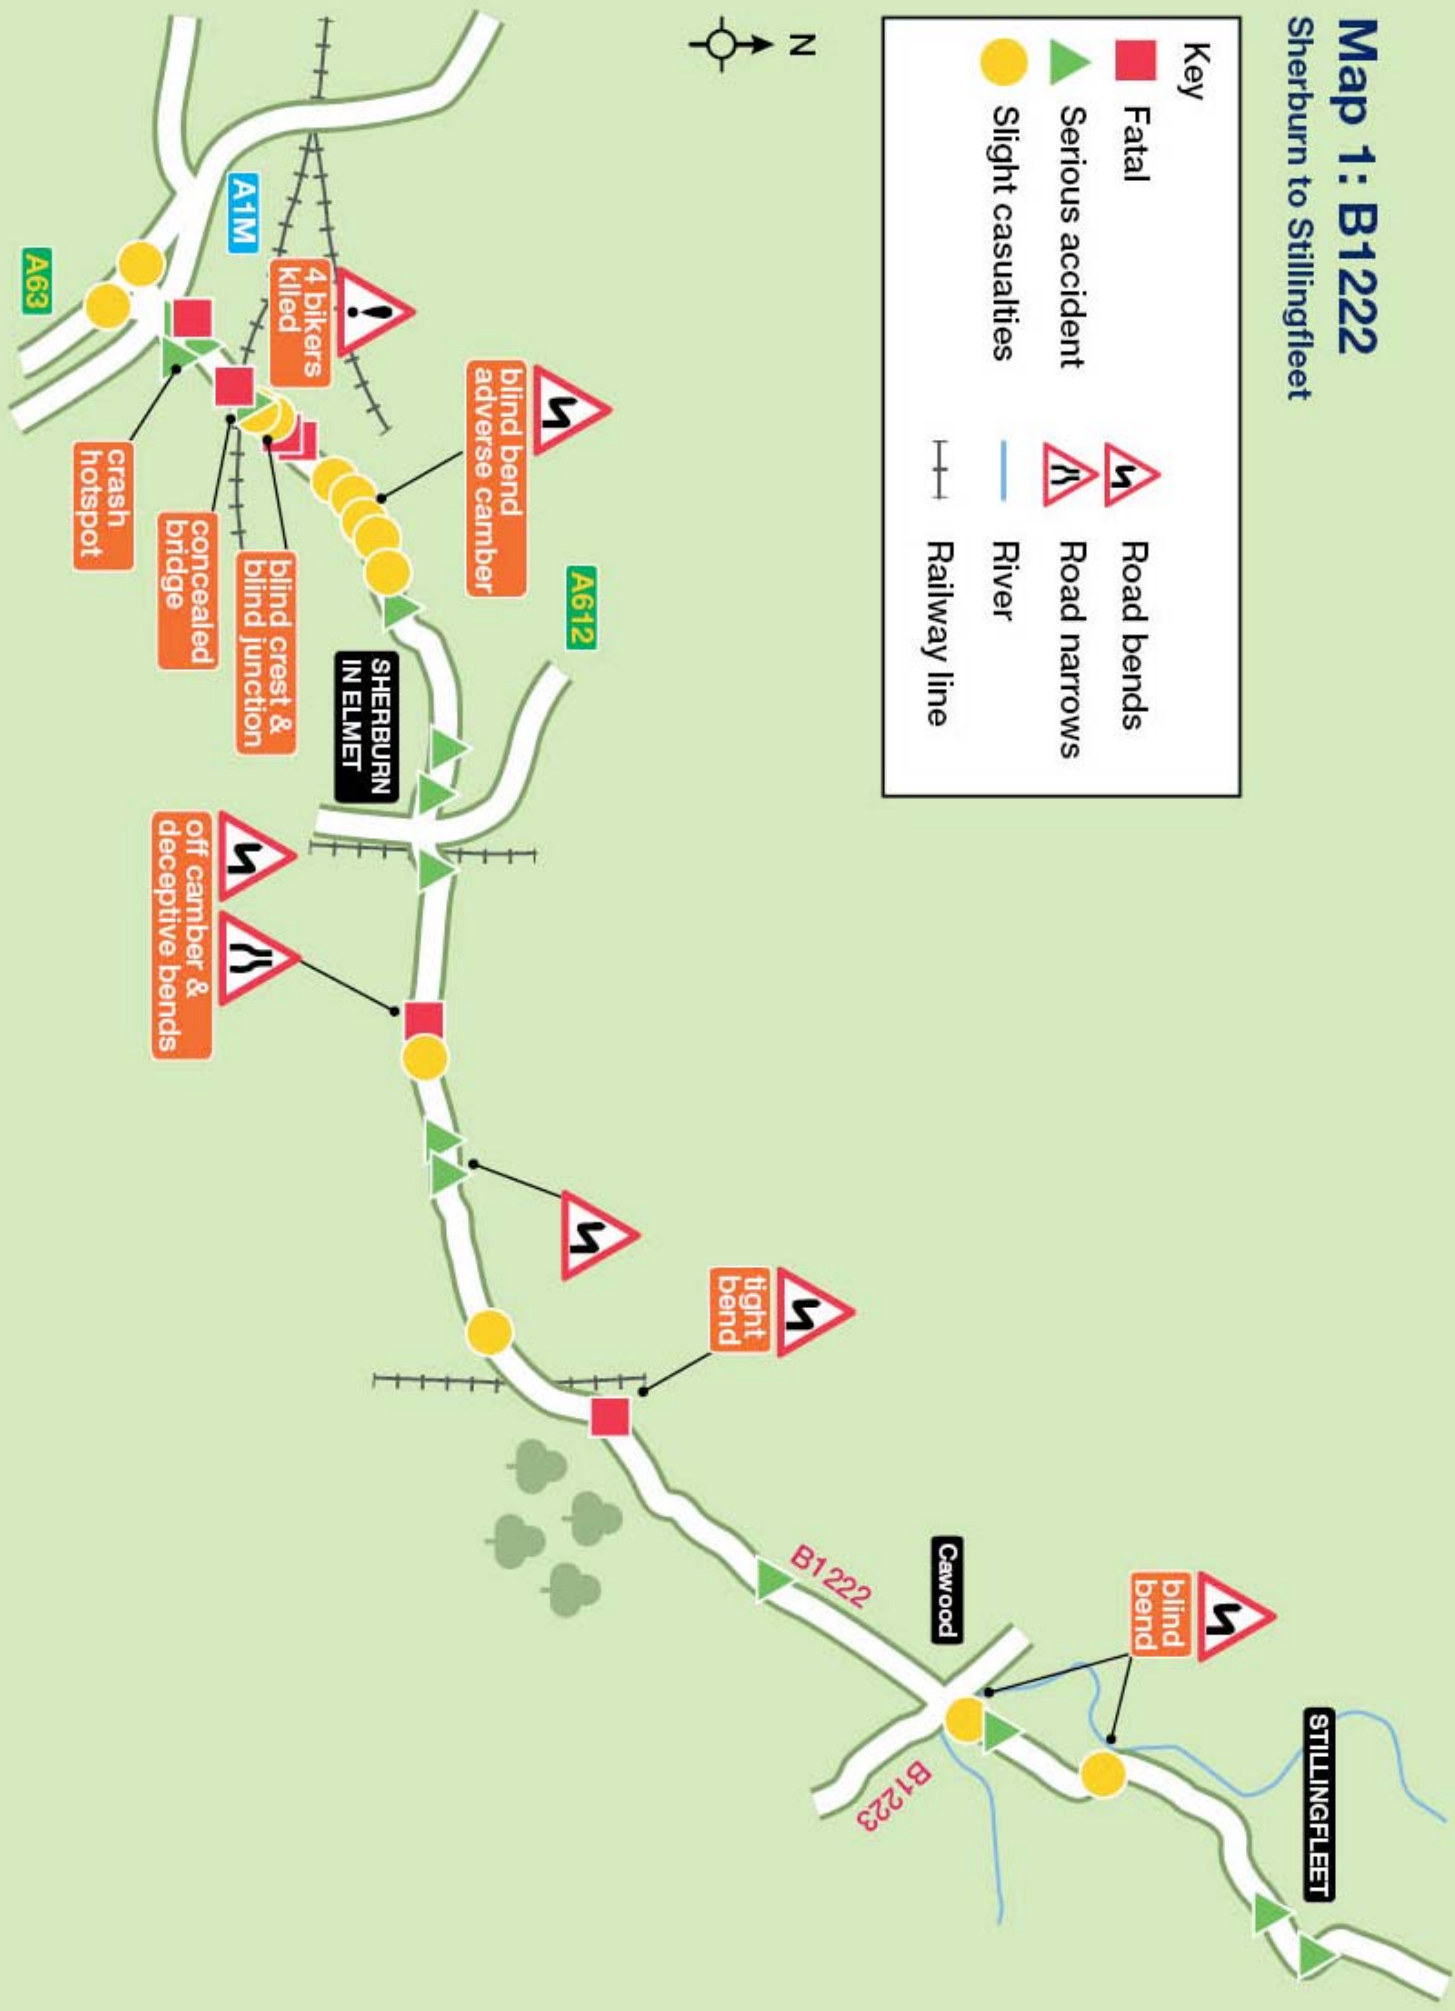 Map 1: B1222
Sherburn to Stillingfleet
Key
Fatal
Serious accident
Slight casualties
Road bends
Road narrows
River
Railway line
N
STILLINGFLEET
blind
bend
Cawood
B1222
B1223
tight
bend
A612
blind bend
adverse camber
4 bikers
klled
A1M
A63
SHERBURN
IN ELMET
blind crest &
blind junction
concealed
bridge
crash
hotspot
off camber &
deceptive bends